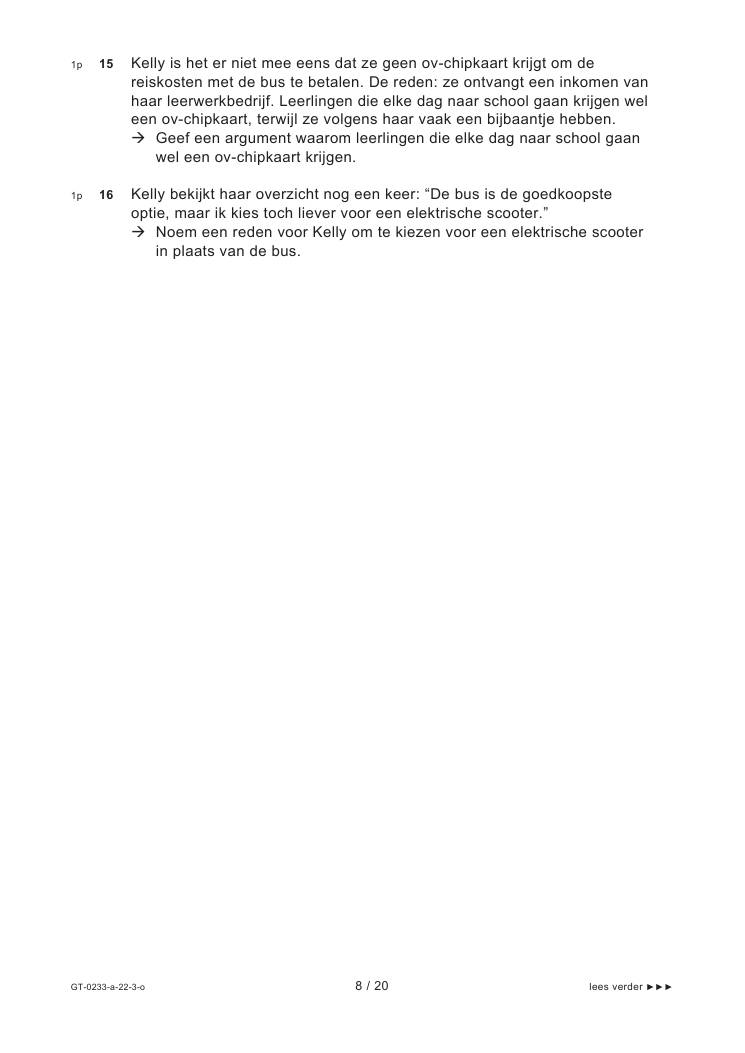 1p 15 Kelly is het er niet mee eens dat ze geen ov-chipkaart krijgt om de
reiskosten met de bus te betalen. De reden: ze ontvangt een inkomen van
haar leerwerkbedrijf. Leerlingen die elke dag naar school gaan krijgen wel
een ov-chipkaart, terwijl ze volgens haar vaak een bijbaantje hebben.
→ Geef een argument waarom leerlingen die elke dag naar school gaan
wel een ov-chipkaart krijgen.
1p 16 Kelly bekijkt haar overzicht nog een keer: “De bus is de goedkoopste
optie, maar ik kies toch liever voor een elektrische scooter.”
→ Noem een reden voor Kelly om te kiezen voor een elektrische scooter
in plaats van de bus.
GT-0233-a-22-3-o 8 / 20 lees verder ►►►